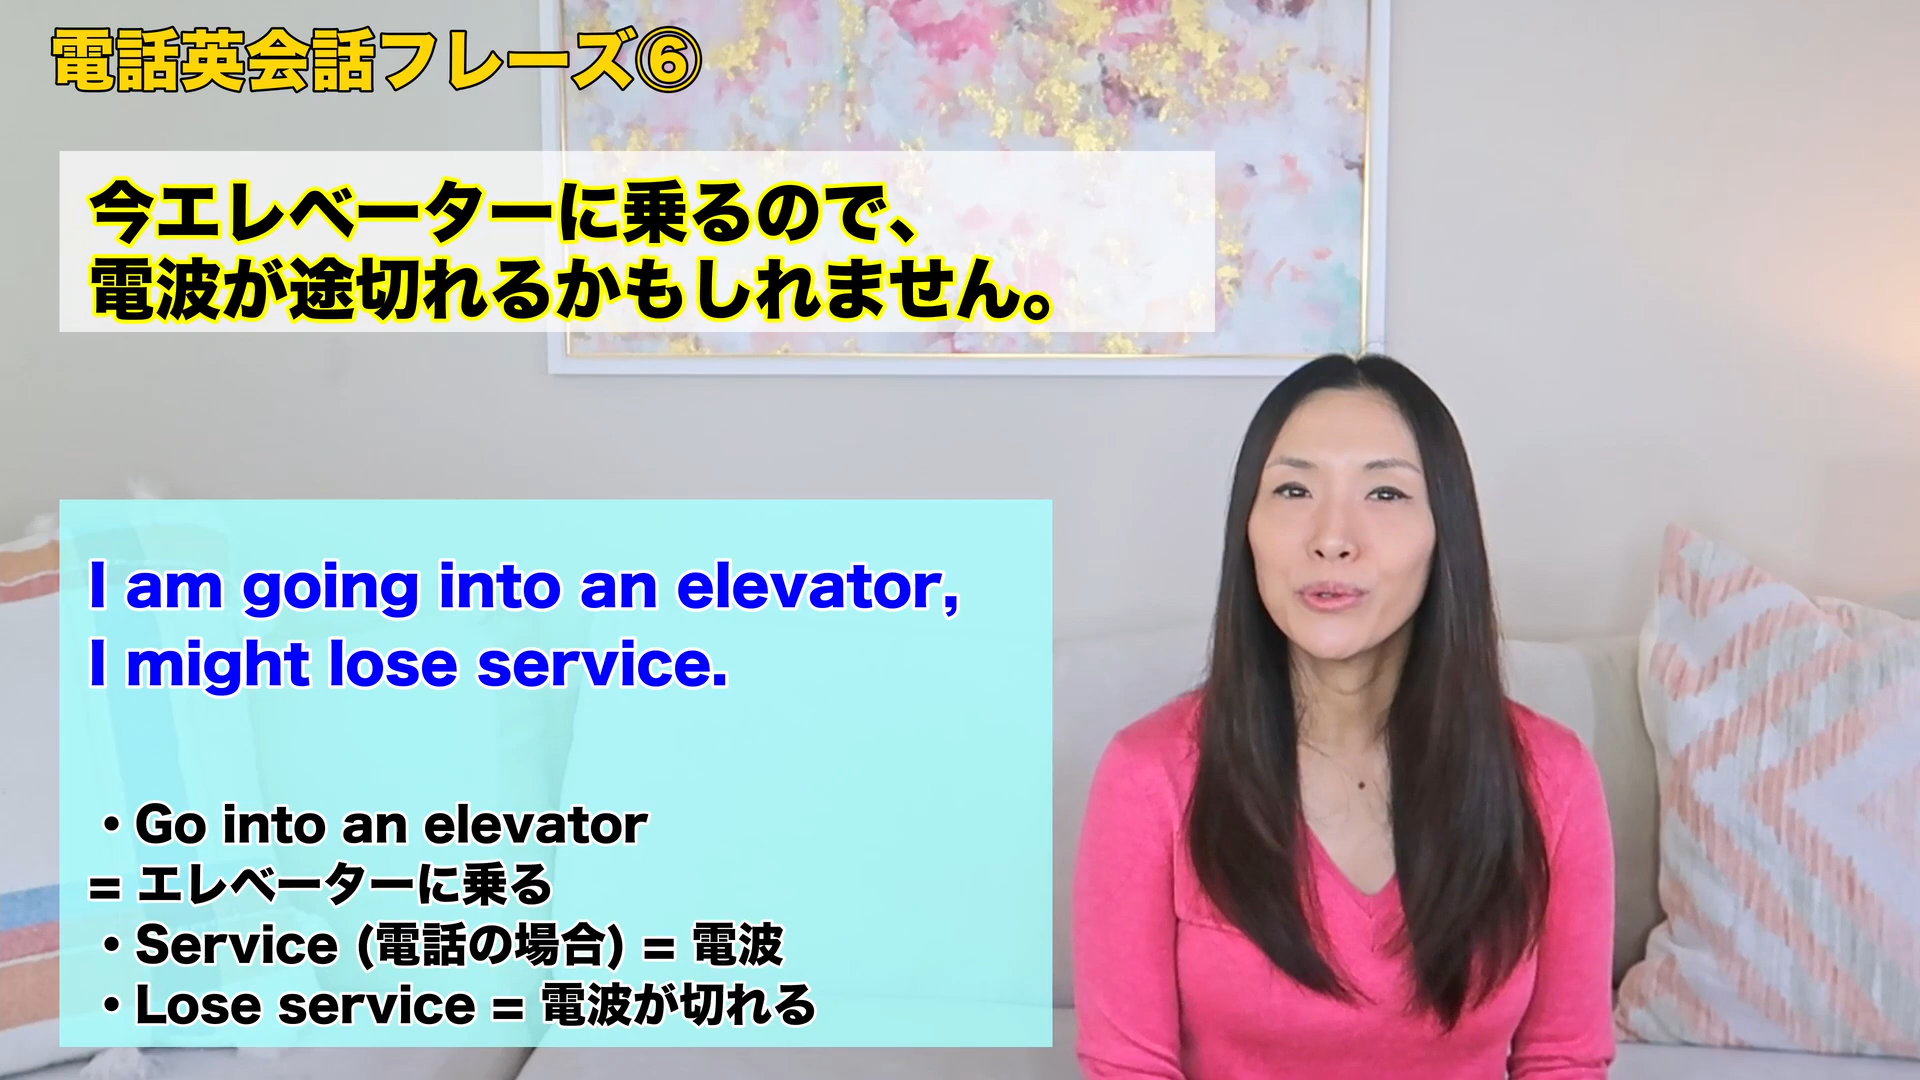 電話英会話フレーズ⑥
今エレベーターに乗るので、
電波が途切れるかもしれません。
I am going into an elevator,
I might lose service.
・Go into an elevator
= エレベーターに乗る
・Service (電話の場合) = 電波
・Lose service = 電波が切れる